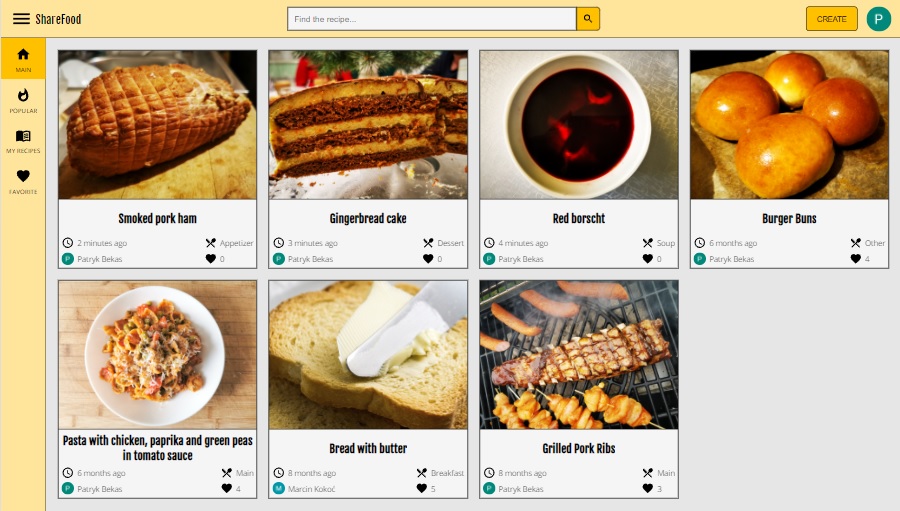 ShareFood
Find the recipe...
CREATE
P
MAIN
POPULAR
MY RECIPES
FAVORITE
Smoked pork ham
2 minutes ago
Appetizer
P Patryk Bekas
0
Gingerbread cake
3 minutes ago
Dessert
P Patryk Bekas
0
Red borscht
4 minutes ago
Soup
P Patryk Bekas
0
Burger Buns
6 months ago
Other
P Patryk Bekas
4
Pasta with chicken, paprika and green peas
in tomato sauce
6 months ago
Main
P Patryk Bekas
4
Bread with butter
8 months ago
Breakfast
M Marcin Kokoć
5
Grilled Pork Ribs
8 months ago
Main
P Patryk Bekas
3